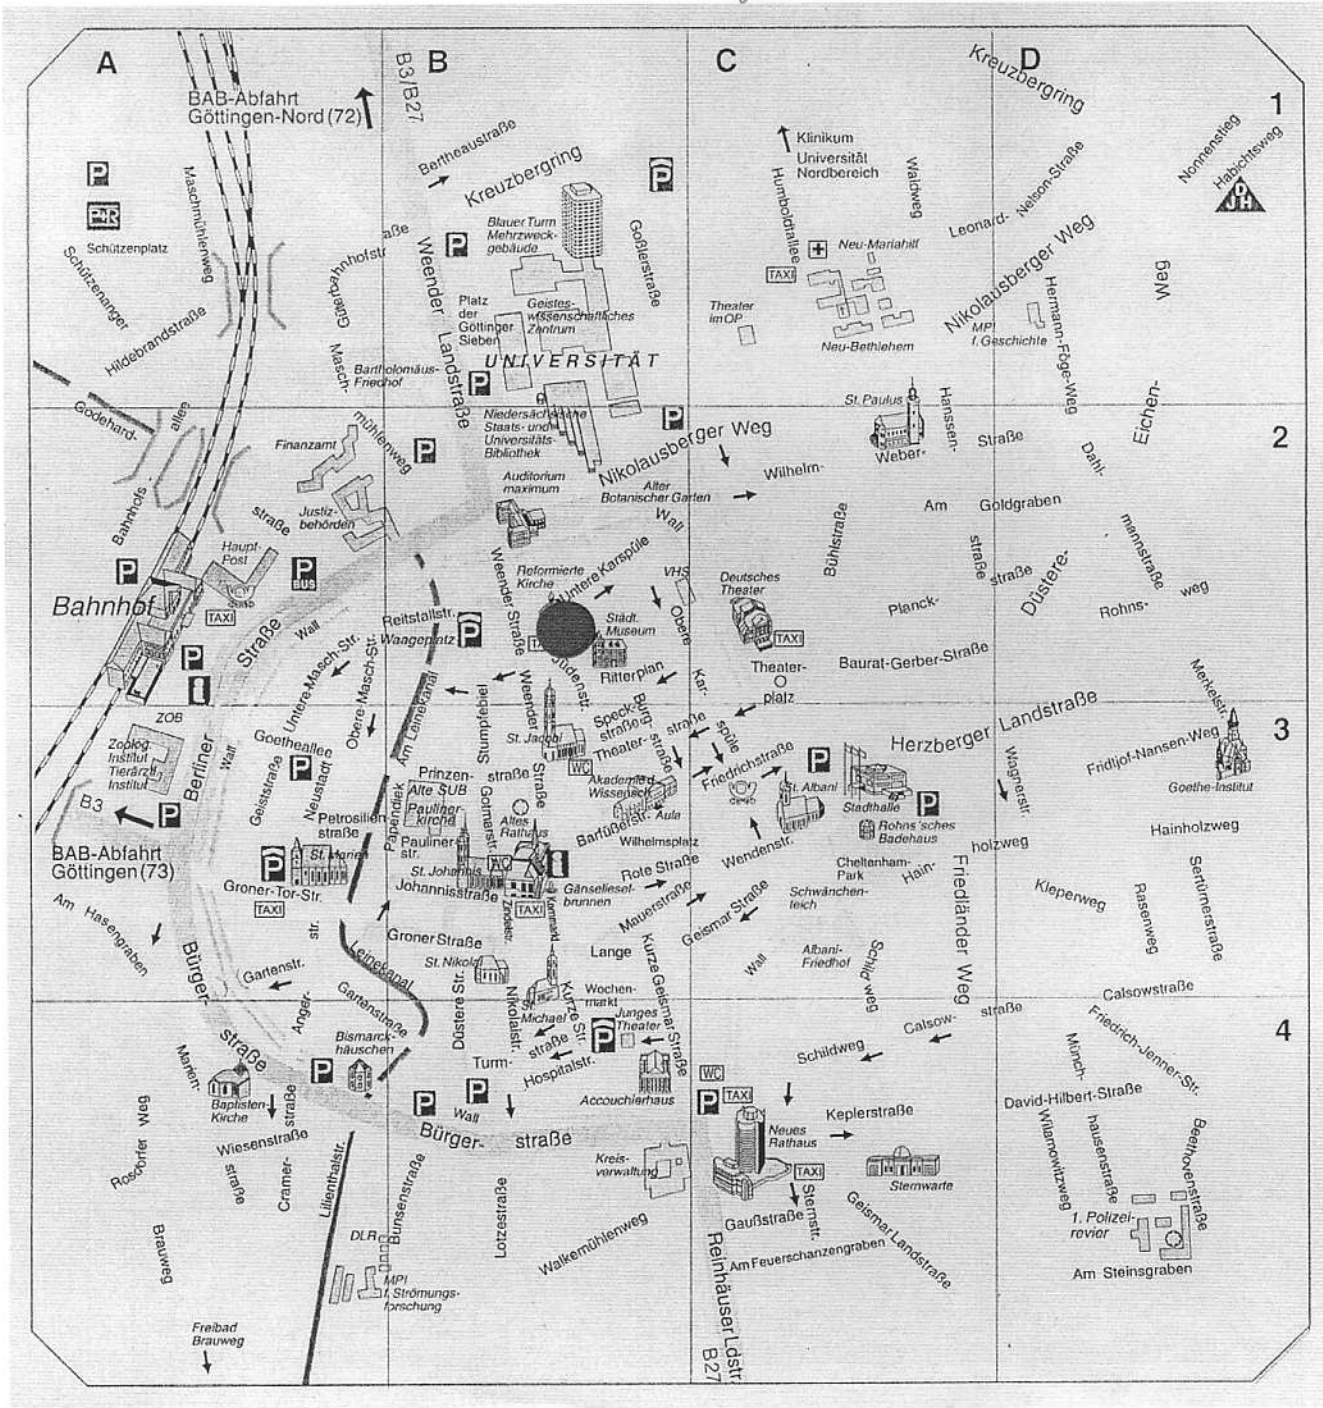 A
B
C
D
1
2
3
4
BAB-Abfahrt
Göttingen-Nord (72)
B3/B27
Bertheaustraße
Kreuzbergring
P
P+R
Schützenplatz
Maschmühlenweg
Schützenanger
Hildebrandstraße
Godehard-
allee
Güterbahnhofstraße
Masch-
mühlenweg
Weender
Landstraße
P
Blauer Turm
Mehrzweck-
gebäude
Platz
der
Göttinger
Sieben
Geistes-
wissenschaftliches
Zentrum
UNIVERSITÄT
Bartholomäus-
Friedhof
P
Goßlerstraße
P
Klinikum
Universität
Nordbereich
Humboldtallee
Waldweg
Neu-Mariahilf
TAXI
Theater
im OP
Neu-Bethlehem
Kreuzbergring
Leonard-
Nelson-Straße
Nonnenstieg
Habichtsweg
DJH
Nikolausberger Weg
MPI
f. Geschichte
Hermann-Föge-Weg
Weg
Eichen-
St. Paulus
Hanssen-
straße
Finanzamt
Justiz-
behörden
Bahnhofs-
straße
Haupt-
Post
P
P
BUS
Bahnhof
TAXI
P
ZOB
Niedersächsische
Staats- und
Universitäts-
Bibliothek
P
P
Nikolausberger Weg
Auditorium
maximum
Alter
Botanischer Garten
Wall
Wilhelm-
Weber-
Straße
Am
Goldgraben
Dahl-
mannstraße
Düstere-
Rohns-
weg
Bühlstraße
Planck-
straße
Reformierte
Kirche
Untere Karspüle
VHS
Deutsches
Theater
TAXI
Theater-
platz
Baurat-Gerber-Straße
Merkelstr.
Weender Straße
Reitstallstr.
Waageplatz
P
Städt.
Museum
Obere
Kar-
spüle
Jüdenstr.
Ritterplan
Wall
Untere-Masch-Str.
Obere-Masch-Str.
Am Leinekanal
Stumpfebiel
Weender
Straße
St. Jacobi
Speck-
straße
Burg-
straße
Theater-
straße
WC
Berliner
Straße
Wall
Zoolog.
Institut
Tierärztl.
Institut
B3
P
BAB-Abfahrt
Göttingen (73)
Goetheallee
P
Geiststraße
Neustadt
Petrosilien-
straße
P
St. Marien
Groner-Tor-Str.
TAXI
Papendiek
Prinzen-
straße
Alte SUB
Pauliner-
kirche
Pauliner-
str.
Gotmarstr.
Altes
Rathaus
WC
St. Johannis
Johannisstraße
TAXI
Zindelstr.
Kornmarkt
Gänseliesel-
brunnen
Akademie d.
Wissensch.
Aula
Barfüßerstr.
Wilhelmsplatz
Friedrichstraße
P
St. Albani
Stadthalle
P
Rohns'sches
Badehaus
Herzberger Landstraße
Wagnerstr.
Fridtjof-Nansen-Weg
Goethe-Institut
Hainholzweg
Rote Straße
Wendenstr.
Mauerstraße
Geismar Straße
Cheltenham-
Park
Schwänchen-
teich
Hain-
holzweg
Friedländer Weg
Kleperweg
Rasenweg
Sertürnerstraße
Am
Hasengraben
Bürger-
straße
Gartenstr.
Anger-
str.
Leinekanal
Gartenstraße
Groner Straße
St. Nikolai
Düstere Str.
Nikolaistr.
St.
Michael
Kurze Str.
Lange
Wochen-
markt
Kurze Geismar Straße
Wall
Albani-
Friedhof
Schildweg
Calsowstraße
Calsow-
straße
Schildweg
Friedrich-Jenner-Str.
Münch-
hausenstraße
David-Hilbert-Straße
Wilamowitzweg
Beethovenstraße
1. Polizei-
revier
Am Steinsgraben
Marien-
straße
Baptisten-
Kirche
Wiesenstraße
Cramer-
straße
P
Bismarck-
häuschen
Rosdorfer Weg
Brauweg
Freibad
Brauweg
Lilienthalstr.
Turm-
straße
Hospitalstr.
P
Junges
Theater
Accouchierhaus
P
P
Wall
Bürger-
straße
Bunsenstraße
DLR
MPI
f. Strömungs-
forschung
Lotzestraße
Kreis-
verwaltung
Walkemühlenweg
WC
P
TAXI
Neues
Rathaus
TAXI
Keplerstraße
Sternwarte
Sternstr.
Gaußstraße
Am Feuerschanzengraben
Geismar Landstraße
Reinhäuser Ldstr.
B27